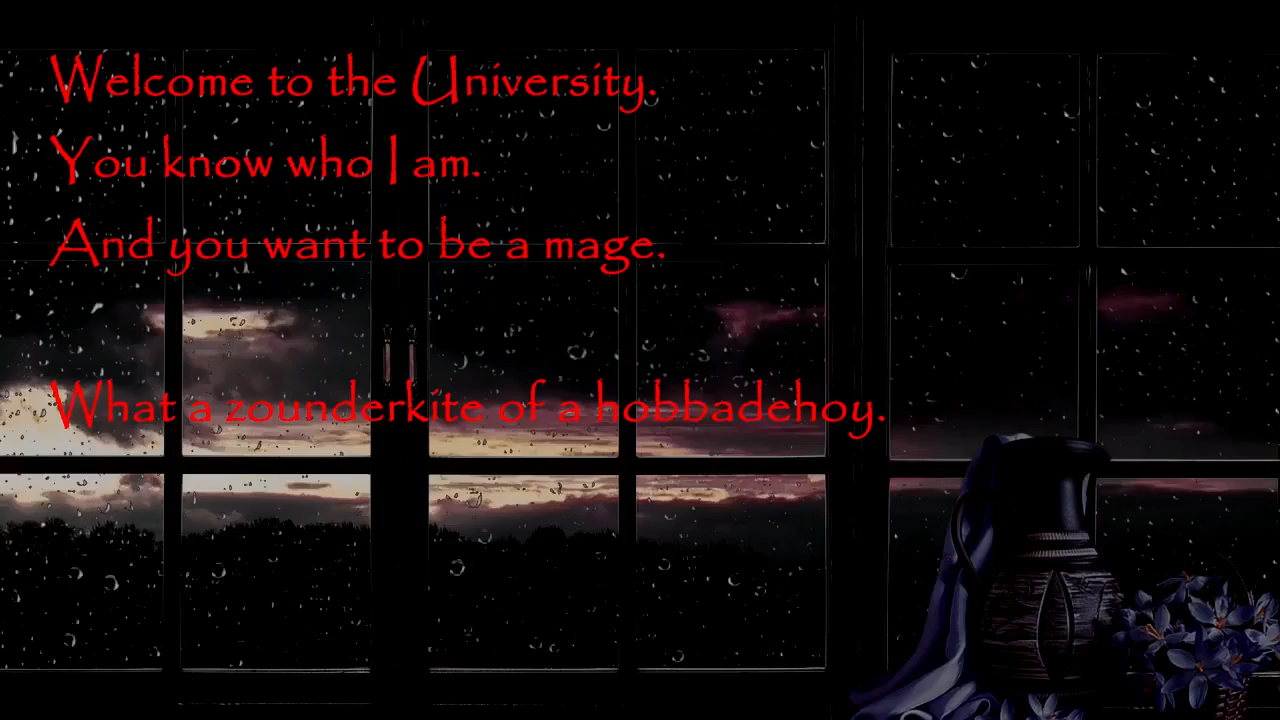 Welcome to the University.
You know who I am.
And you want to be a mage.
What a zounderkite of a hobbadehoy.